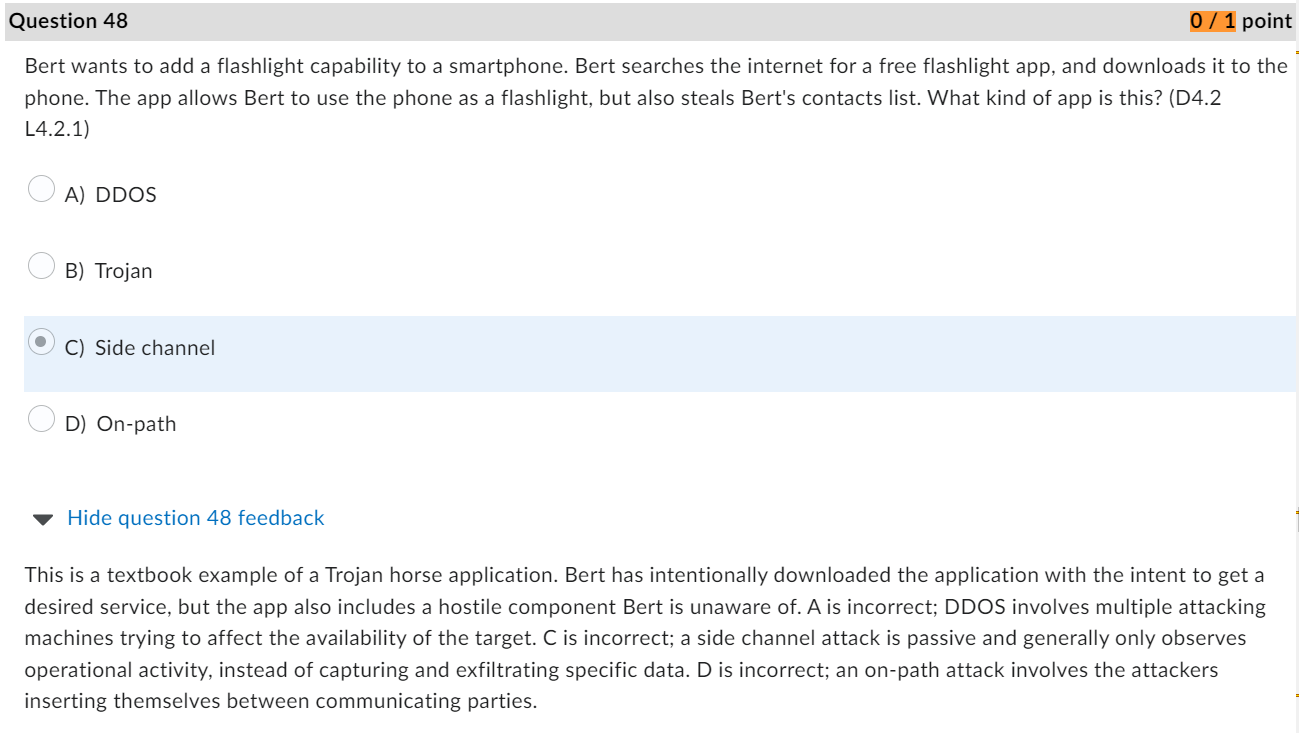 Question 48
0 / 1 point
Bert wants to add a flashlight capability to a smartphone. Bert searches the internet for a free flashlight app, and downloads it to the
phone. The app allows Bert to use the phone as a flashlight, but also steals Bert's contacts list. What kind of app is this? (D4.2
L4.2.1)
A) DDOS
B) Trojan
C) Side channel
D) On-path
Hide question 48 feedback
This is a textbook example of a Trojan horse application. Bert has intentionally downloaded the application with the intent to get a
desired service, but the app also includes a hostile component Bert is unaware of. A is incorrect; DDOS involves multiple attacking
machines trying to affect the availability of the target. C is incorrect; a side channel attack is passive and generally only observes
operational activity, instead of capturing and exfiltrating specific data. D is incorrect; an on-path attack involves the attackers
inserting themselves between communicating parties.